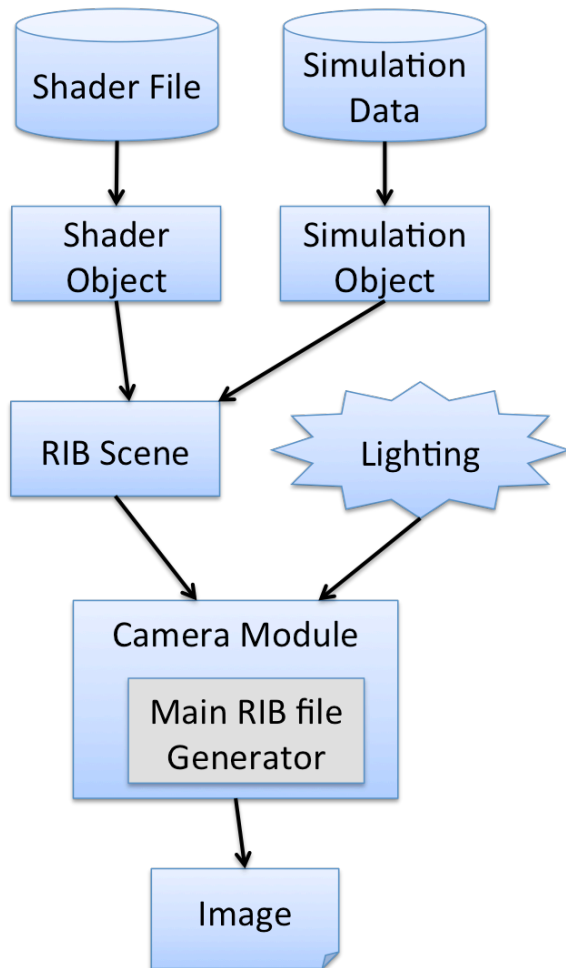 Shader File
Simulation
Data
Shader
Object
Simulation
Object
RIB Scene
Lighting
Camera Module
Main RIB file
Generator
Image